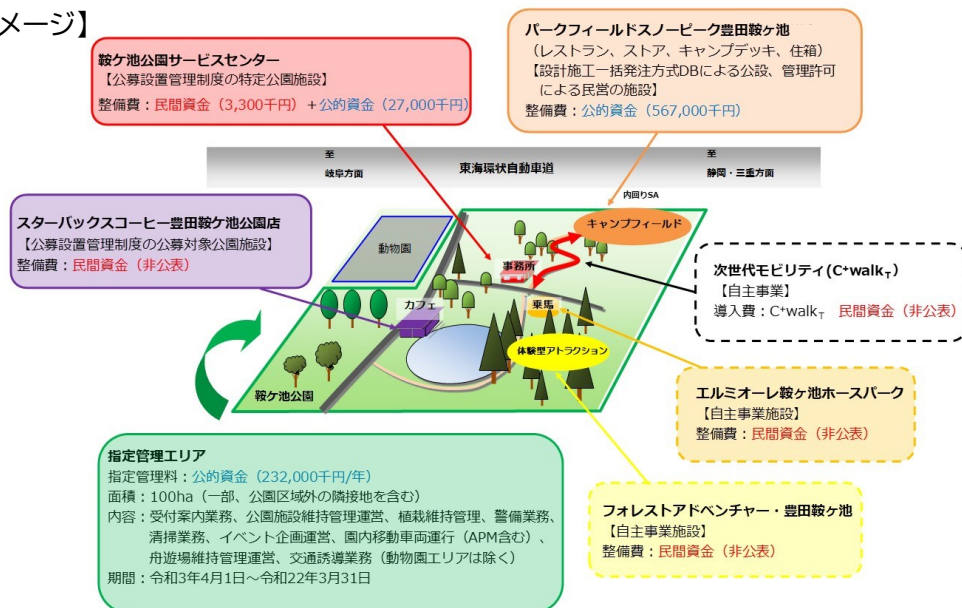 メージ】
鞍ケ池公園サービスセンター
【公募設置管理制度の特定公園施設】
整備費：民間資金（3,300千円）＋公的資金（27,000千円）
パークフィールドスノーピーク豊田鞍ヶ池
（レストラン、ストア、キャンプデッキ、住箱）
【設計施工一括発注方式DBによる公設、管理許可
による民営の施設】
整備費：公的資金（567,000千円）
至
岐阜方面
東海環状自動車道
至
静岡・三重方面
内回りSA
スターバックスコーヒー豊田鞍ケ池公園店
【公募設置管理制度の公募対象公園施設】
整備費：民間資金（非公表）
動物園
キャンプフィールド
事務所
カフェ
乗馬
体験型アトラクション
鞍ケ池公園
次世代モビリティ(C⁺walkT）
【自主事業】
導入費：C⁺walkT 民間資金（非公表）
エルミオーレ鞍ヶ池ホースパーク
【自主事業施設】
整備費：民間資金（非公表）
フォレストアドベンチャー・豊田鞍ヶ池
【自主事業施設】
整備費：民間資金（非公表）
指定管理エリア
指定管理料：公的資金（232,000千円/年）
面積：100ha（一部、公園区域外の隣接地を含む）
内容：受付案内業務、公園施設維持管理運営、植栽維持管理、警備業務、
清掃業務、イベント企画運営、園内移動車両運行（APM含む）、
舟遊場維持管理運営、交通誘導業務（動物園エリアは除く）
期間：令和3年4月1日～令和22年3月31日